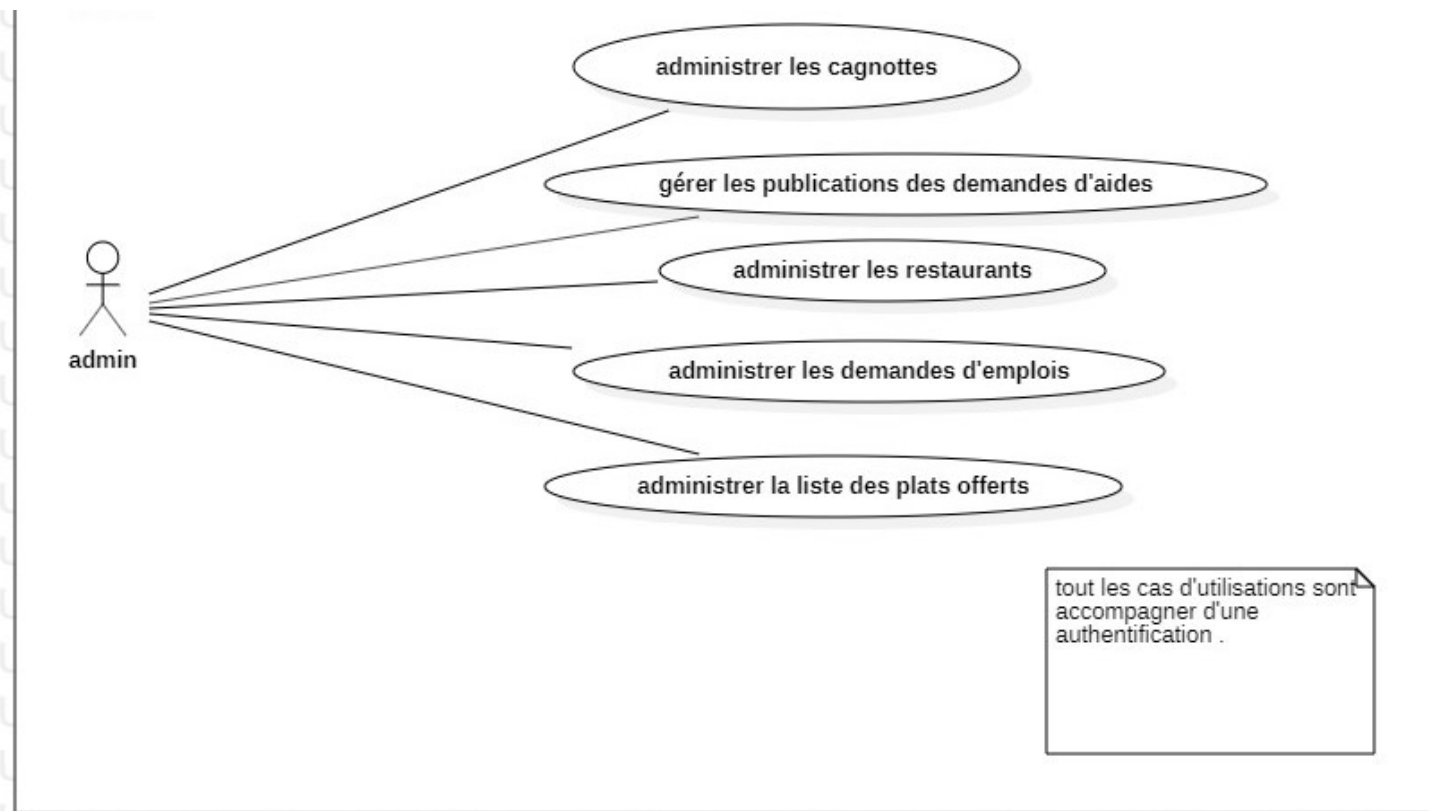 administrer les cagnottes
gérer les publications des demandes d'aides
administrer les restaurants
admin
administrer les demandes d'emplois
administrer la liste des plats offerts
tout les cas d'utilisations sont
accompagner d'une
authentification .